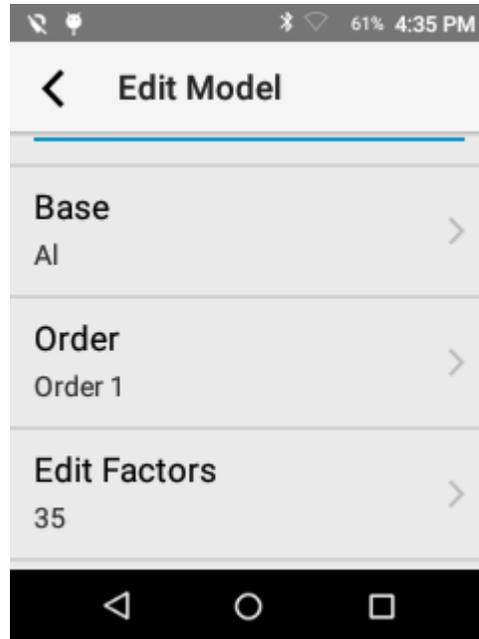 61% 4:35 PM
Edit Model
Base
Al
Order
Order 1
Edit Factors
35